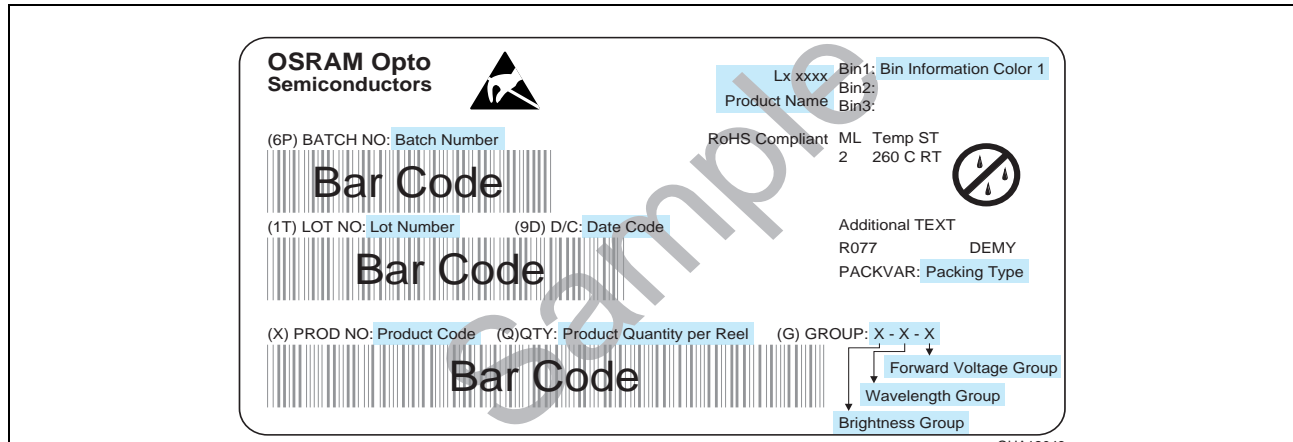 OSRAM Opto
Semiconductors
Lx xxxx
Product Name
Bin1: Bin Information Color 1
Bin2:
Bin3:
(6P) BATCH NO: Batch Number
Bar Code
RoHS Compliant
ML Temp ST
2 260 C RT
(1T) LOT NO: Lot Number (9D) D/C: Date Code
Bar Code
Additional TEXT
R077 DEMY
PACKVAR: Packing Type
(X) PROD NO: Product Code (Q)QTY: Product Quantity per Reel (G) GROUP: X - X - X
Bar Code
Forward Voltage Group
Wavelength Group
Brightness Group
Sample